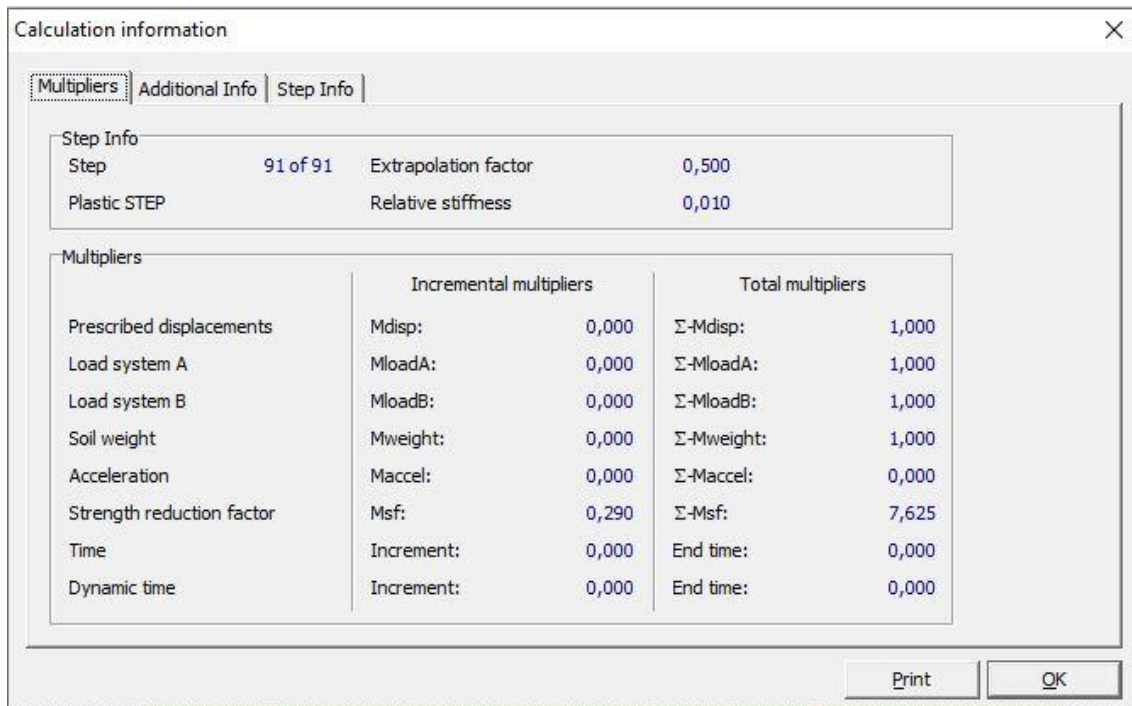 Calculation information
Multipliers Additional Info Step Info
Step Info
Step 91 of 91 Extrapolation factor 0,500
Plastic STEP Relative stiffness 0,010
Multipliers
Incremental multipliers Total multipliers
Prescribed displacements Mdisp: 0,000 Σ-Mdisp: 1,000
Load system A MloadA: 0,000 Σ-MloadA: 1,000
Load system B MloadB: 0,000 Σ-MloadB: 1,000
Soil weight Mweight: 0,000 Σ-Mweight: 1,000
Acceleration Maccel: 0,000 Σ-Maccel: 0,000
Strength reduction factor Msf: 0,290 Σ-Msf: 7,625
Time Increment: 0,000 End time: 0,000
Dynamic time Increment: 0,000 End time: 0,000
Print OK